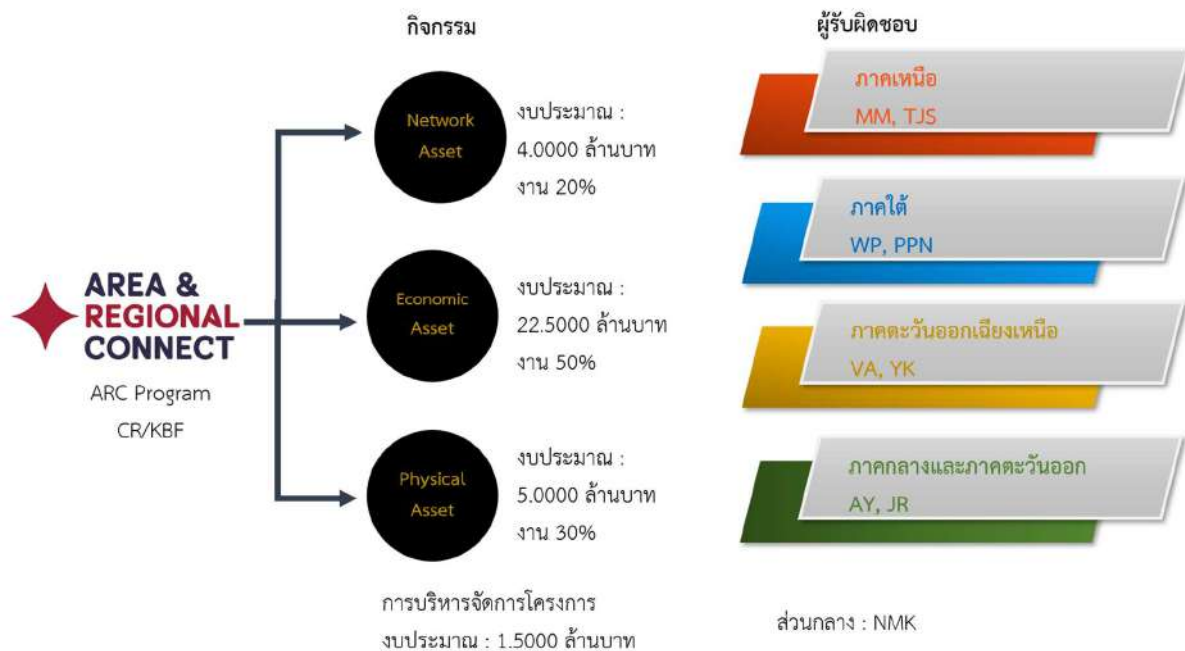 กิจกรรม
ผู้รับผิดชอบ
AREA &
REGIONAL
CONNECT
ARC Program
CR/KBF
Network
Asset
งบประมาณ :
4.0000 ล้านบาท
งาน 20%
Economic
Asset
งบประมาณ :
22.5000 ล้านบาท
งาน 50%
Physical
Asset
งบประมาณ :
5.0000 ล้านบาท
งาน 30%
การบริหารจัดการโครงการ
งบประมาณ : 1.5000 ล้านบาท
ภาคเหนือ
MM, TJS
ภาคใต้
WP, PPN
ภาคตะวันออกเฉียงเหนือ
VA, YK
ภาคกลางและภาคตะวันออก
AY, JR
ส่วนกลาง : NMK